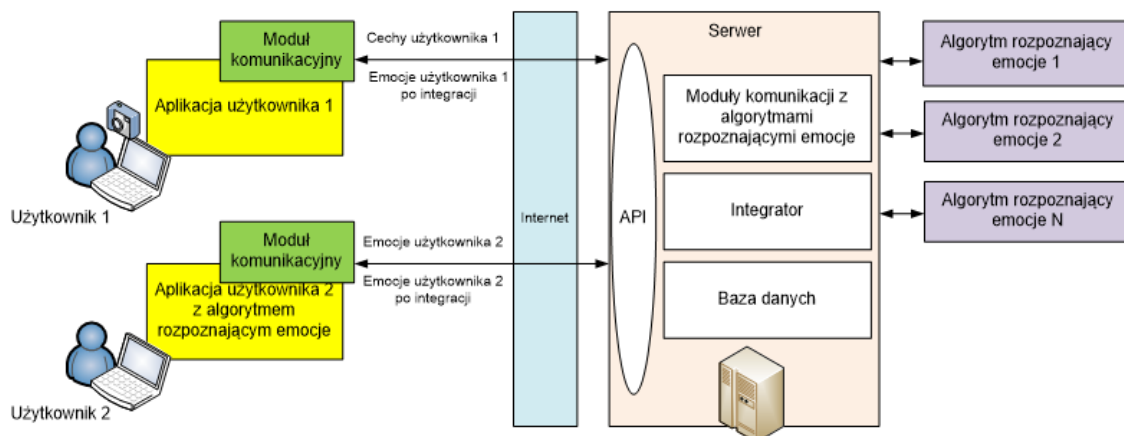 Moduł
komunikacyjny
Aplikacja użytkownika 1
Użytkownik 1
Cechy użytkownika 1
Emocje użytkownika 1
po integracji
Moduł
komunikacyjny
Aplikacja użytkownika 2
z algorytmem
rozpoznającym emocje
Użytkownik 2
Emocje użytkownika 2
Emocje użytkownika 2
po integracji
Internet
Serwer
API
Moduły komunikacji z
algorytmami
rozpoznającymi emocje
Integrator
Baza danych
Algorytm rozpoznający
emocje 1
Algorytm rozpoznający
emocje 2
Algorytm rozpoznający
emocje N